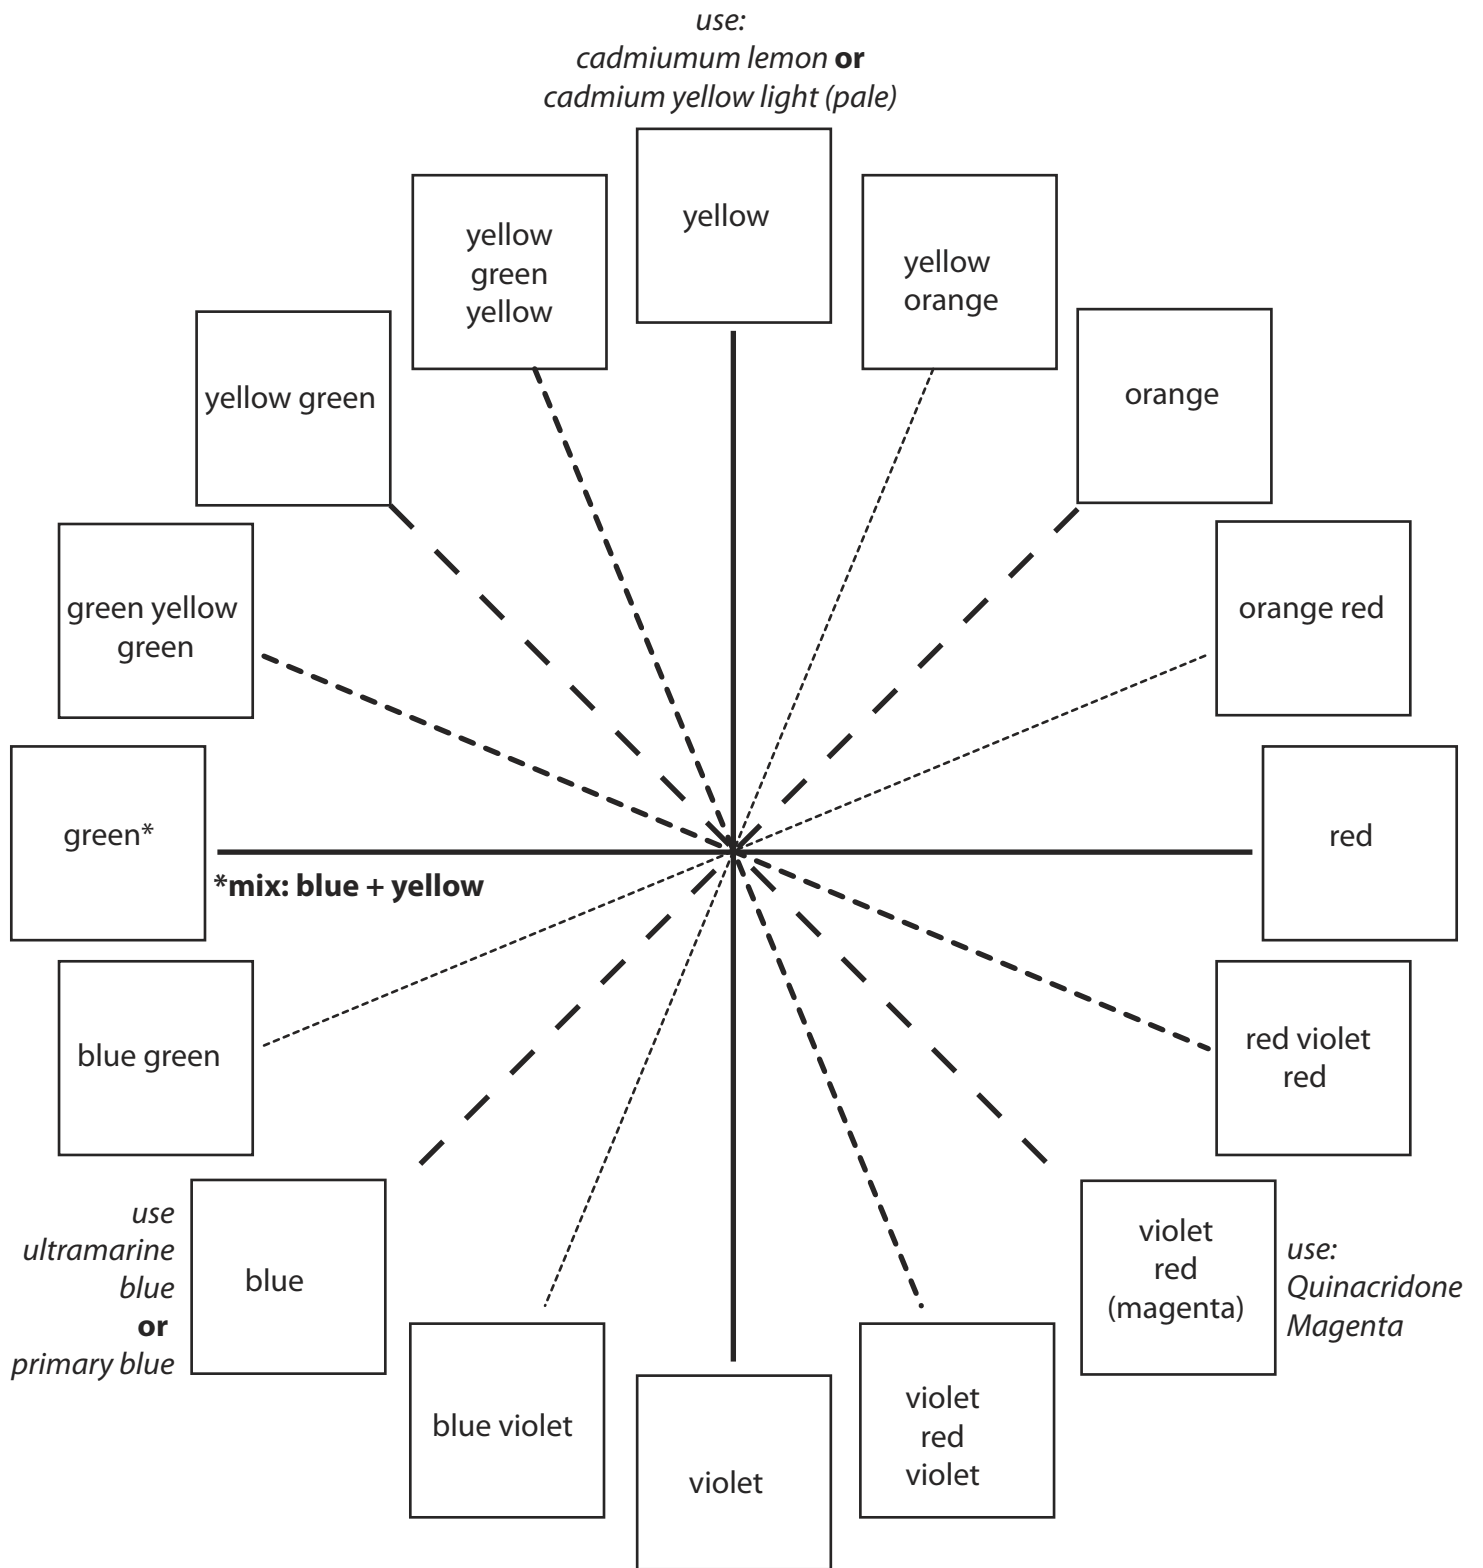 use:
cadmiumum lemon or
cadmium yellow light (pale)
yellow
yellow
green
yellow
yellow
orange
yellow green
orange
green yellow
green
orange red
green*
*mix: blue + yellow
red
blue green
red violet
red
use
ultramarine
blue
or
primary blue
blue
violet
red
(magenta)
use:
Quinacridone
Magenta
blue violet
violet
violet
red
violet